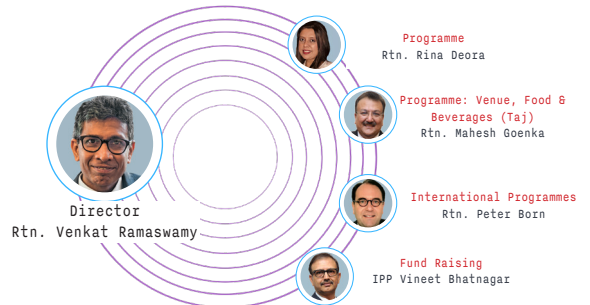 Programme
Rtn. Rina Deora
Programme: Venue, Food &
Beverages (Taj)
Rtn. Mahesh Goenka
Director
Rtn. Venkat Ramaswamy
International Programmes
Rtn. Peter Born
Fund Raising
IPP Vineet Bhatnagar